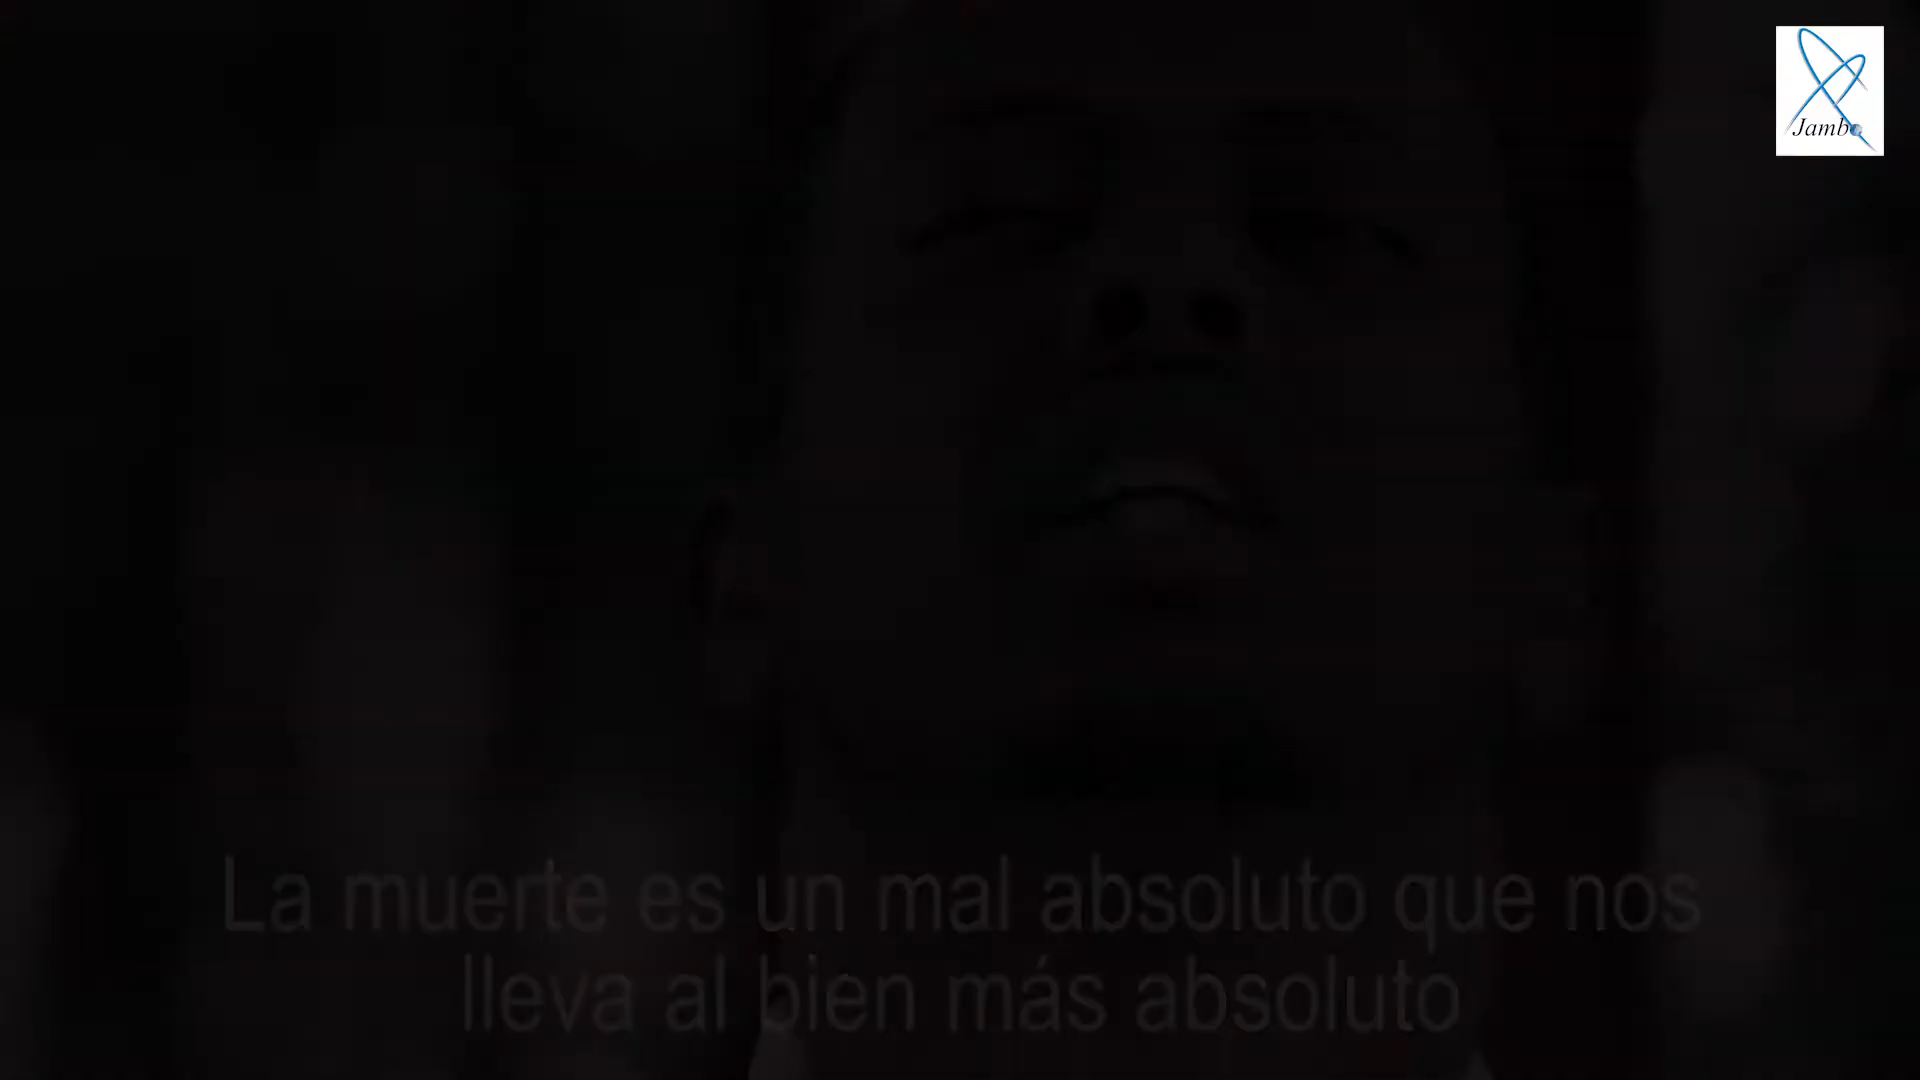 Jambo
La muerte es un mal absoluto que nos
lleva al bien más absoluto